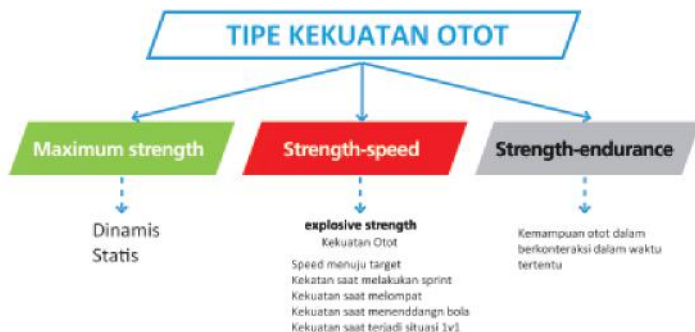 TIPE KEKUATAN OTOT
Maximum strength
Strength-speed
Strength-endurance
Dinamis
Statis
explosive strength
Kekuatan Otot
Speed menuju target
Kekatan saat melakukan sprint
Kekuatan saat melompat
Kekuatan saat menenddangn bola
Kekuatan saat terjadi situasi 1v1
Kemampuan otot dalam
berkonteraksi dalam waktu
tertentu